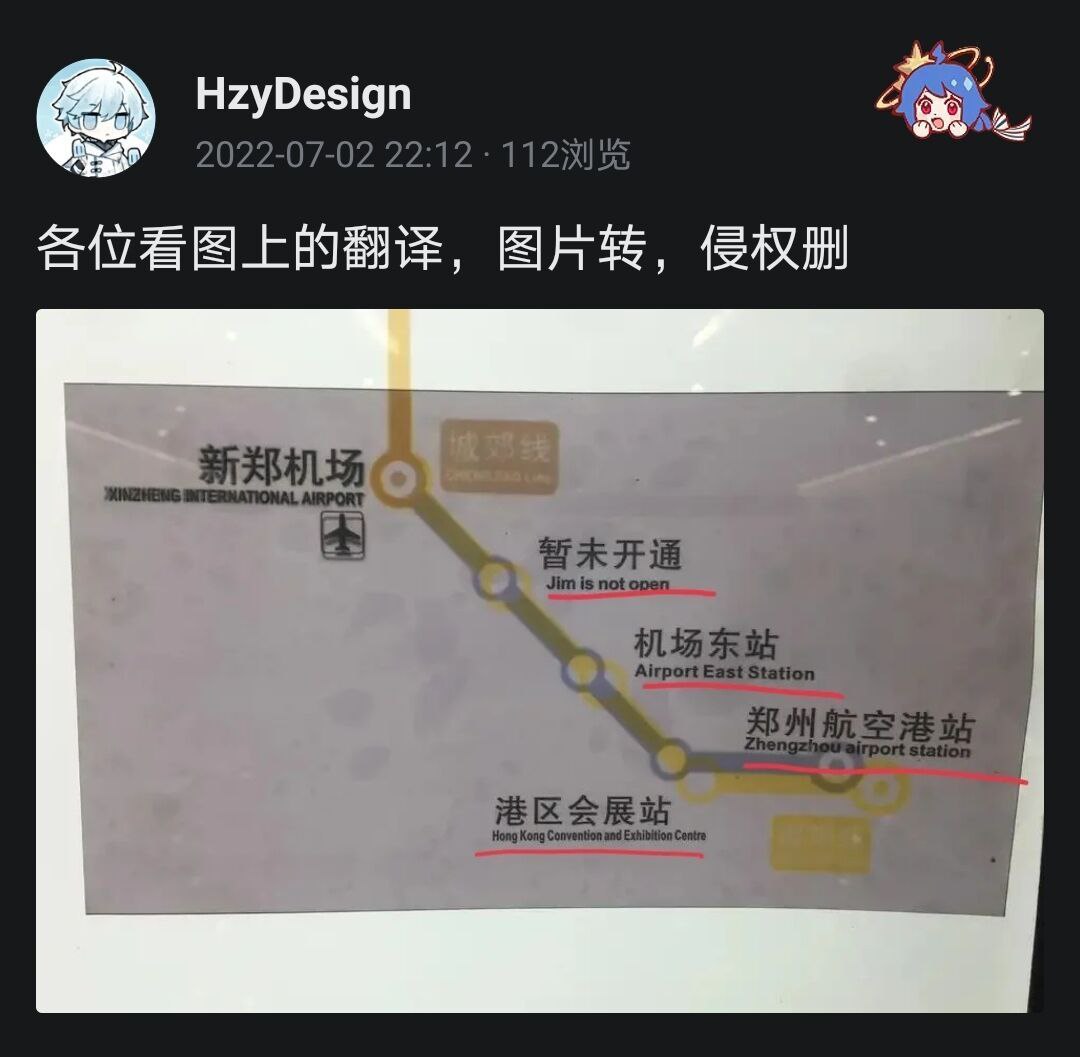 HzyDesign
2022-07-02 22:12 · 112浏览
各位看图上的翻译，图片转，侵权删
新郑机场
XINZHENG INTERNATIONAL AIRPORT
城郊线
暂未开通
Jim is not open
机场东站
Airport East Station
郑州航空港站
Zhengzhou airport station
港区会展站
Hong Kong Convention and Exhibition Centre